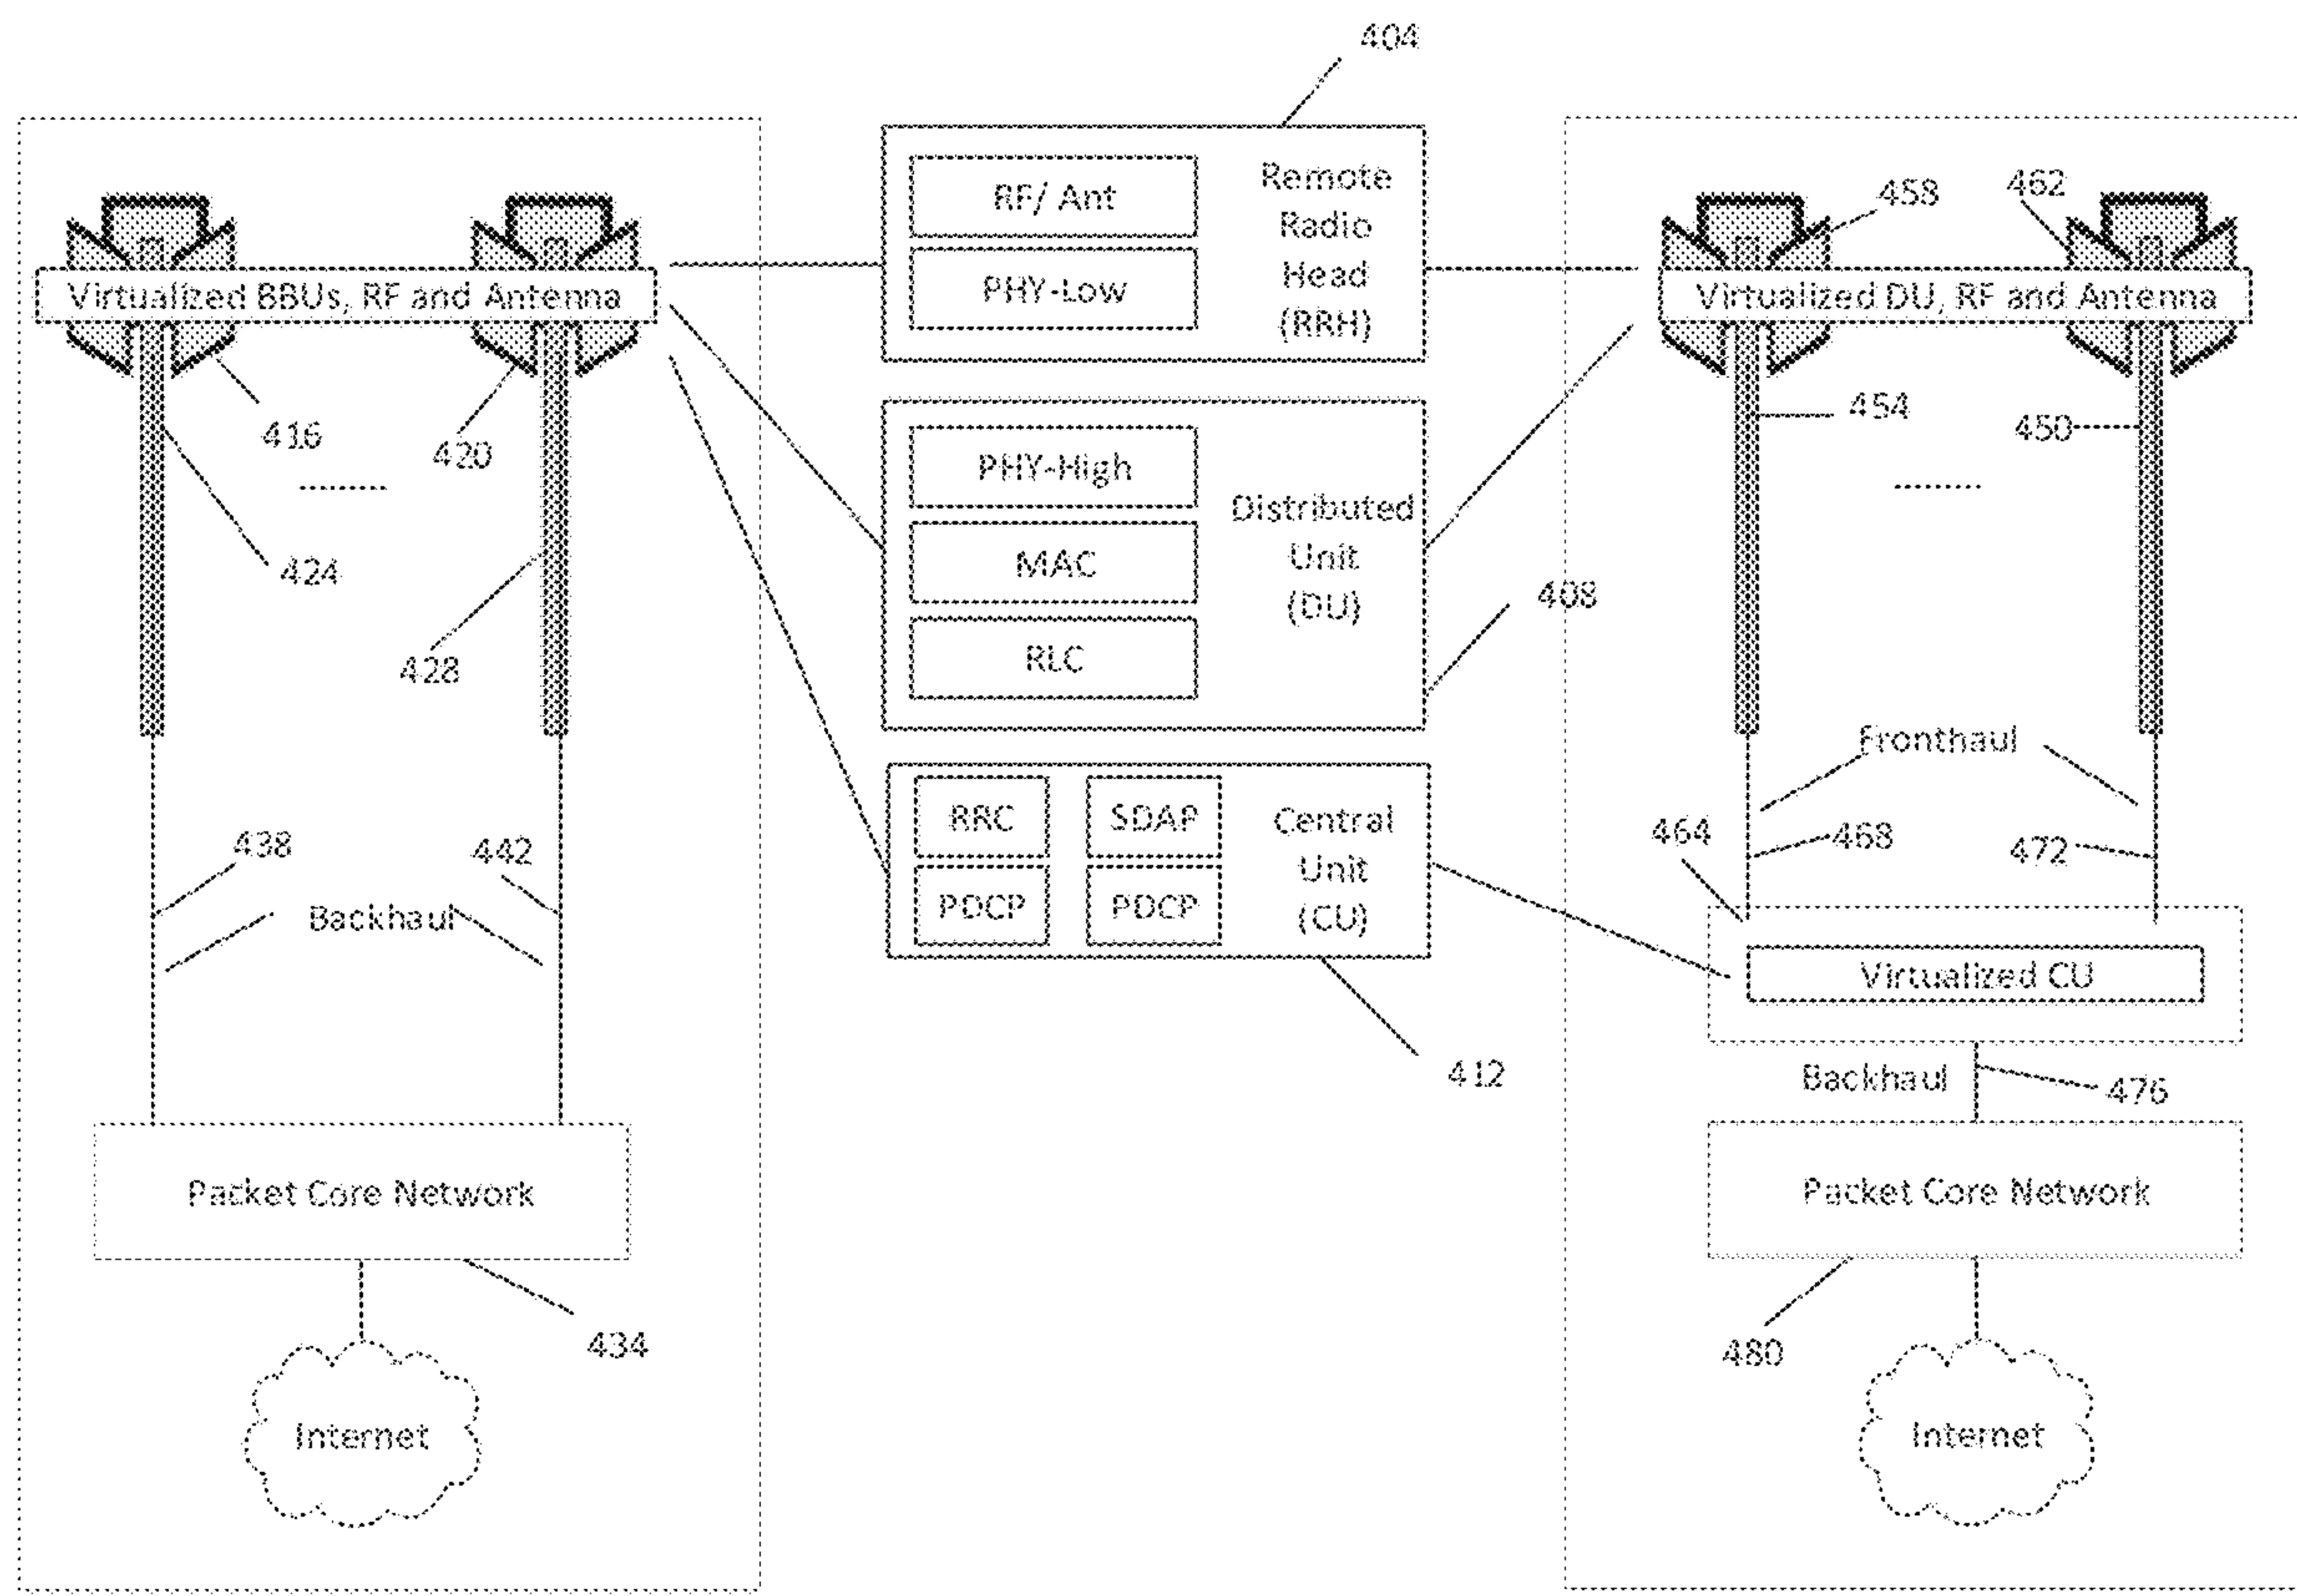 404
RF/ Ant
PHY-Low
Remote
Radio
Head
(RRH)
Virtualized BBUs, RF and Antenna
416
420
424
428
438
442
Backhaul
Packet Core Network
434
Internet
PHY-High
MAC
RLC
Distributed
Unit
(DU)
408
RRC
SDAP
PDCP
PDCP
Central
Unit
(CU)
412
458
462
Virtualized DU, RF and Antenna
454
450
Fronthaul
464
468
472
Virtualized CU
Backhaul
476
Packet Core Network
480
Internet